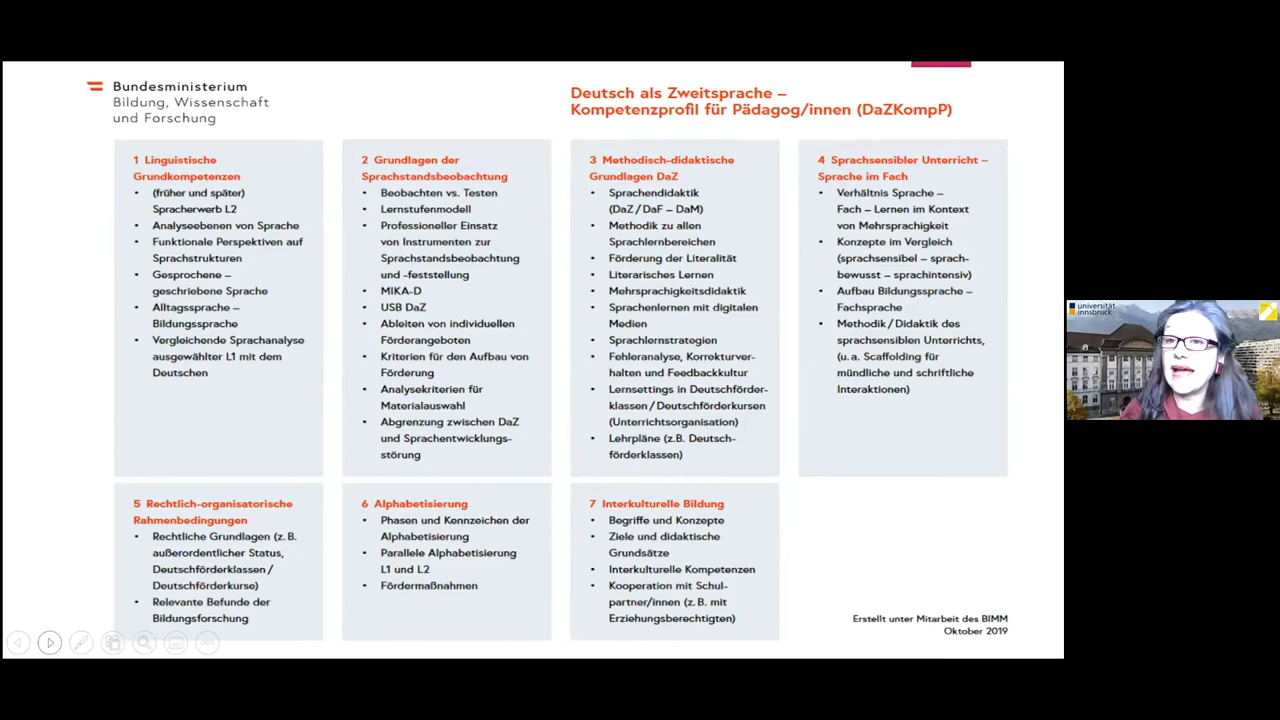 Bundesministerium
Bildung, Wissenschaft
und Forschung
Deutsch als Zweitsprache –
Kompetenzprofil für Pädagog/innen (DaZKompP)
1 Linguistische
Grundkompetenzen
• (früher und später)
Spracherwerb L2
• Analyseebenen von Sprache
• Funktionale Perspektiven auf
Sprachstrukturen
• Gesprochene –
geschriebene Sprache
• Alltagssprache –
Bildungssprache
• Vergleichende Sprachanalyse
ausgewählter L1 mit dem
Deutschen
2 Grundlagen der
Sprachstandsbeobachtung
• Beobachten vs. Testen
• Lernstufenmodell
• Professioneller Einsatz
von Instrumenten zur
Sprachstandsbeobachtung
und -feststellung
• MIKA-D
• USB DaZ
• Ableiten von individuellen
Förderangeboten
• Kriterien für den Aufbau von
Förderung
• Analysekriterien für
Materialauswahl
• Abgrenzung zwischen DaZ
und Sprachentwicklungs-
störung
3 Methodisch-didaktische
Grundlagen DaZ
• Sprachendidaktik
(DaZ / DaF – DaM)
• Methodik zu allen
Sprachlernbereichen
• Förderung der Literalität
• Literarisches Lernen
• Mehrsprachigkeitsdidaktik
• Sprachenlernen mit digitalen
Medien
• Sprachlernstrategien
• Fehleranalyse, Korrekturver-
halten und Feedbackkultur
• Lernsettings in Deutschförder-
klassen / Deutschförderkursen
(Unterrichtsorganisation)
• Lehrpläne (z.B. Deutsch-
förderklassen)
4 Sprachsensibler Unterricht –
Sprache im Fach
• Verhältnis Sprache –
Fach – Lernen im Kontext
von Mehrsprachigkeit
• Konzepte im Vergleich
(sprachsensibel – sprach-
bewusst – sprachintensiv)
• Aufbau Bildungssprache –
Fachsprache
• Methodik / Didaktik des
sprachsensiblen Unterrichts,
(u. a. Scaffolding für
mündliche und schriftliche
Interaktionen)
5 Rechtlich-organisatorische
Rahmenbedingungen
• Rechtliche Grundlagen (z. B.
außerordentlicher Status,
Deutschförderklassen /
Deutschförderkurse)
• Relevante Befunde der
Bildungsforschung
6 Alphabetisierung
• Phasen und Kennzeichen der
Alphabetisierung
• Parallele Alphabetisierung
L1 und L2
• Fördermaßnahmen
7 Interkulturelle Bildung
• Begriffe und Konzepte
• Ziele und didaktische
Grundsätze
• Interkulturelle Kompetenzen
• Kooperation mit Schul-
partner/innen (z. B. mit
Erziehungsberechtigten)
Erstellt unter Mitarbeit des BIMM
Oktober 2019
universität
innsbruck